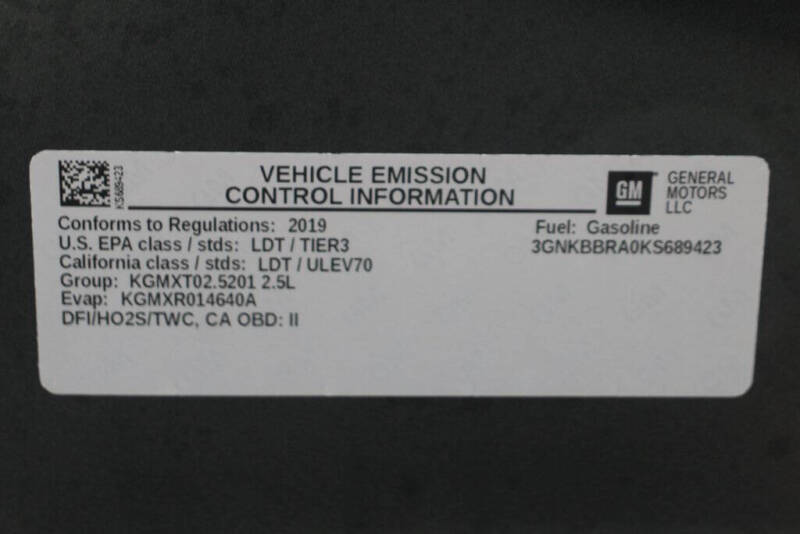 KS689423
VEHICLE EMISSION
CONTROL INFORMATION
GM
GENERAL
MOTORS
LLC
Conforms to Regulations: 2019
Fuel: Gasoline
U.S. EPA class / stds: LDT / TIER3
3GNKBBRA0KS689423
California class / stds: LDT / ULEV70
Group: KGMXT02.5201 2.5L
Evap: KGMXR014640A
DFI/HO2S/TWC, CA OBD: II